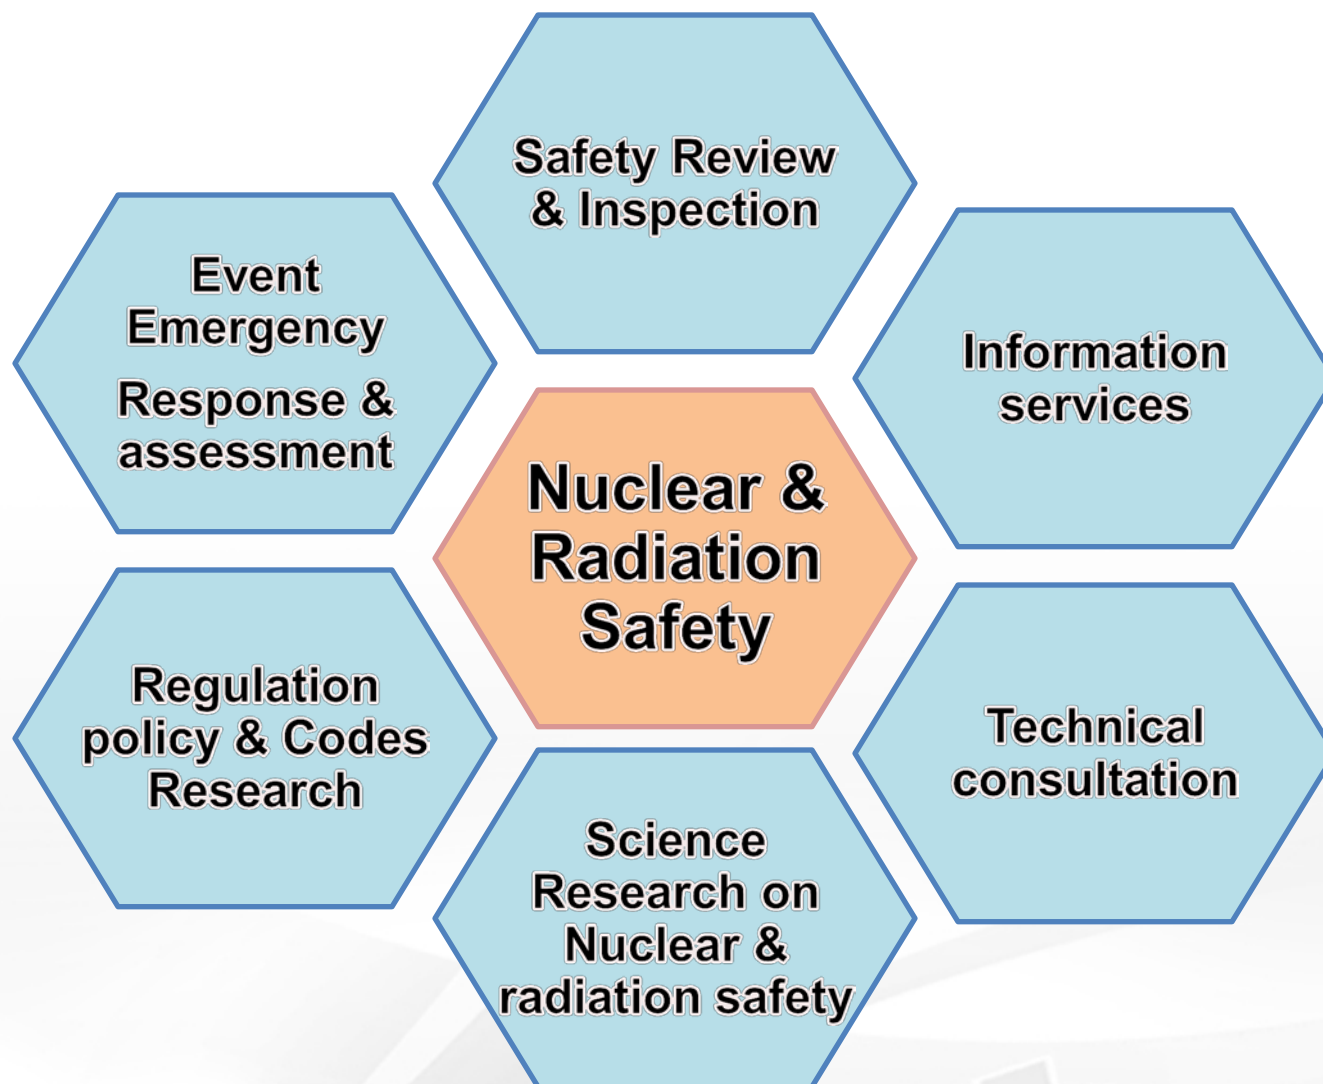 Safety Review
& Inspection
Event
Emergency
Response &
assessment
Information
services
Nuclear &
Radiation
Safety
Regulation
policy & Codes
Research
Technical
consultation
Science
Research on
Nuclear &
radiation safety